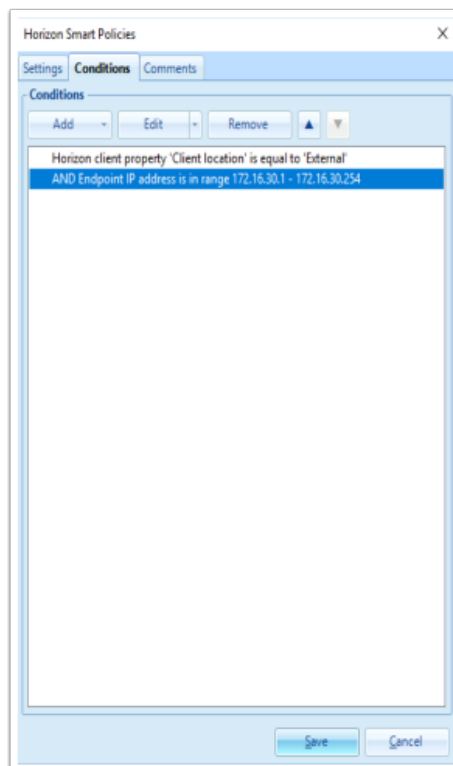 Horizon Smart Policies
Settings Conditions Comments
Conditions
Add Edit Remove
Horizon client property 'Client location' is equal to 'External'
AND Endpoint IP address is in range 172.16.30.1 - 172.16.30.254
Save Cancel